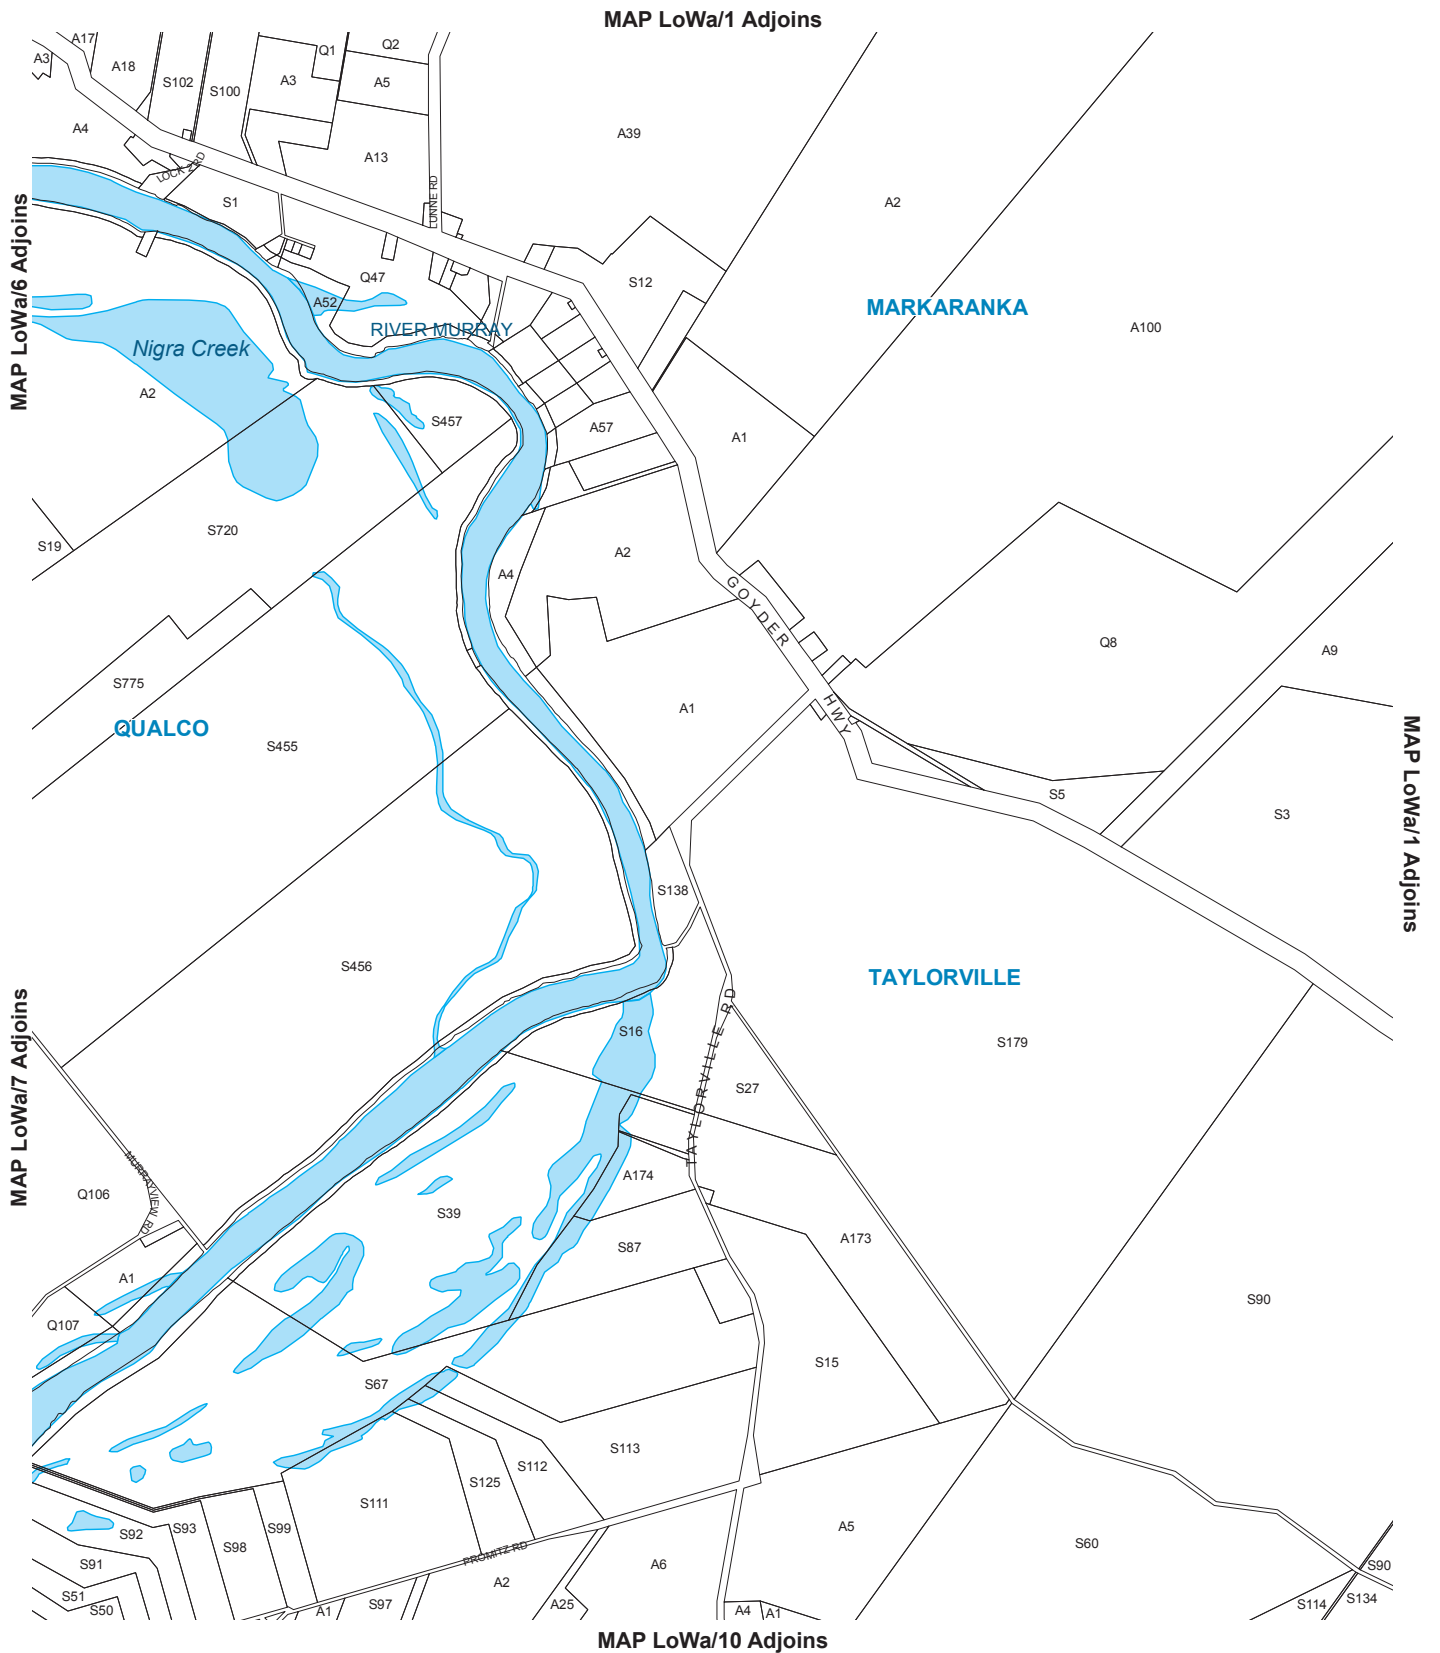 MAP LoWa/1 Adjoins
A17
Q1
Q2
A3
A18
S102
S100
A3
A5
A4
A39
A13
LOCK 2 RD
LUNNE RD
S1
A2
MAP LoWa/6 Adjoins
Q47
S12
A52
MARKARANKA
RIVER MURRAY
A100
Nigra Creek
A2
S457
A57
A1
S720
S19
A2
A4
GOYDER HWY
Q8
A9
S775
A1
QUALCO
S455
S5
S3
MAP LoWa/1 Adjoins
S138
S456
TAYLORVILLE
MAP LoWa/7 Adjoins
S16
TAYLORVILLE RD
S179
S27
MURRAYVIEW RD
Q106
A174
S39
A173
S87
A1
S90
Q107
S15
S67
S113
S112
S125
S111
S92
S93
S99
S98
A5
S60
PROMITZ RD
S91
A6
S90
A2
S51
S50
A1
S97
A25
A4
A1
S114
S134
MAP LoWa/10 Adjoins